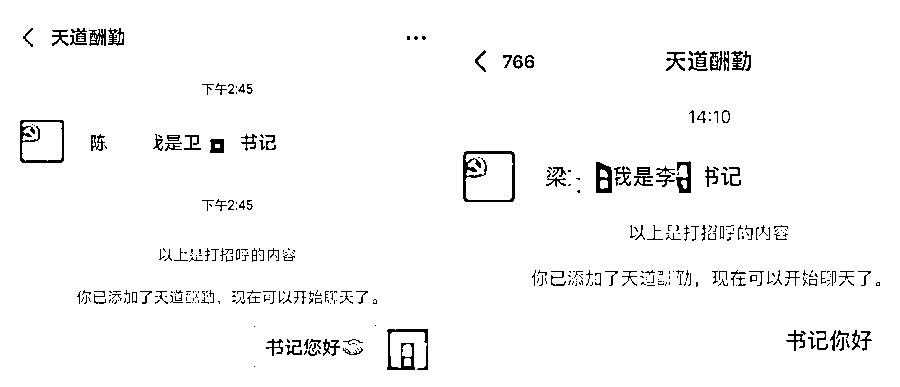 天道酬勤
下午2:45
陈 我是卫 书记
下午2:45
以上是打招呼的内容
你已添加了天道酬勤，现在可以开始聊天了。
书记您好
766 天道酬勤
14:10
梁 我是李 书记
以上是打招呼的内容
你已添加了天道酬勤，现在可以开始聊天了。
书记你好